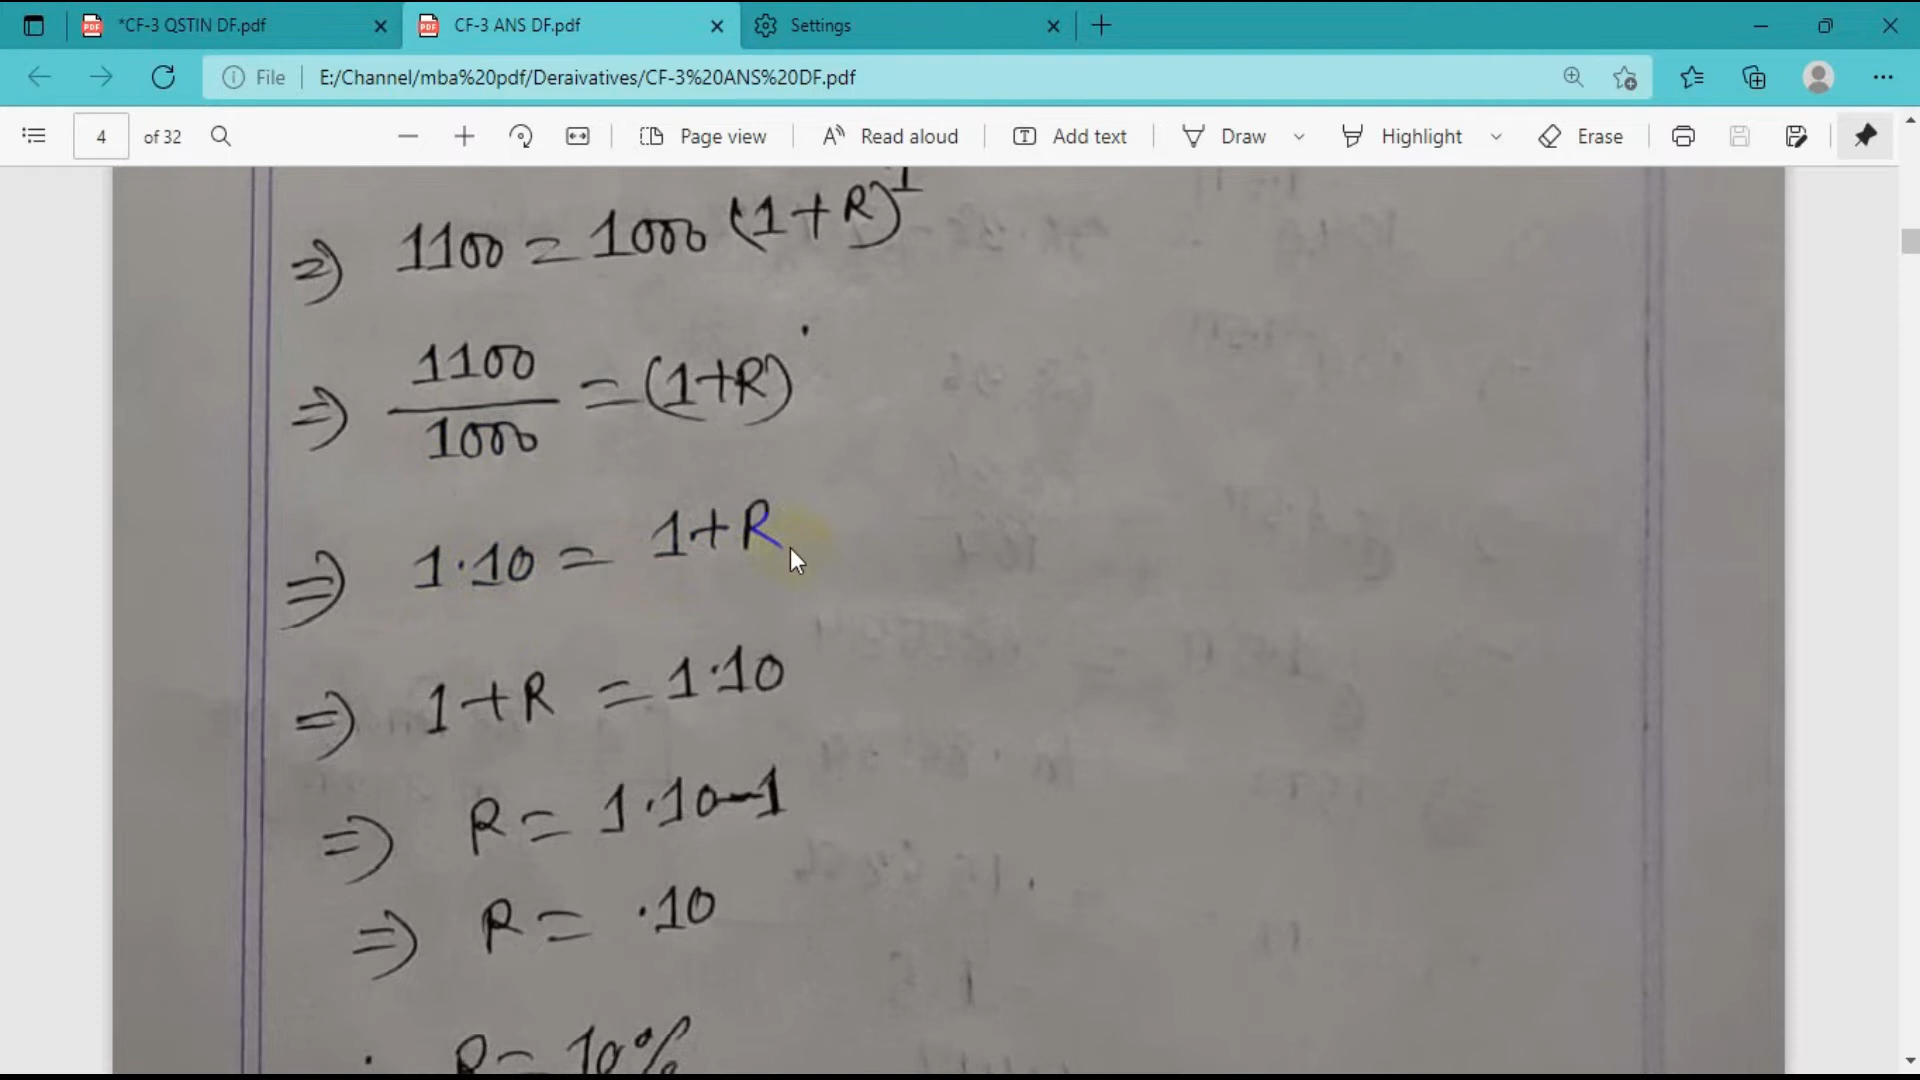 *CF-3 QSTIN DF.pdf
CF-3 ANS DF.pdf
Settings
File
E:/Channel/mba%20pdf/Deraivatives/CF-3%20ANS%20DF.pdf
4 of 32
Page view
Read aloud
Add text
Draw
Highlight
Erase
⇒ 1100 = 1000 (1+R)^1
⇒ 1100/1000 = (1+R)
⇒ 1.10 = 1+R
⇒ 1+R = 1.10
⇒ R = 1.10-1
⇒ R = .10
R = 10%